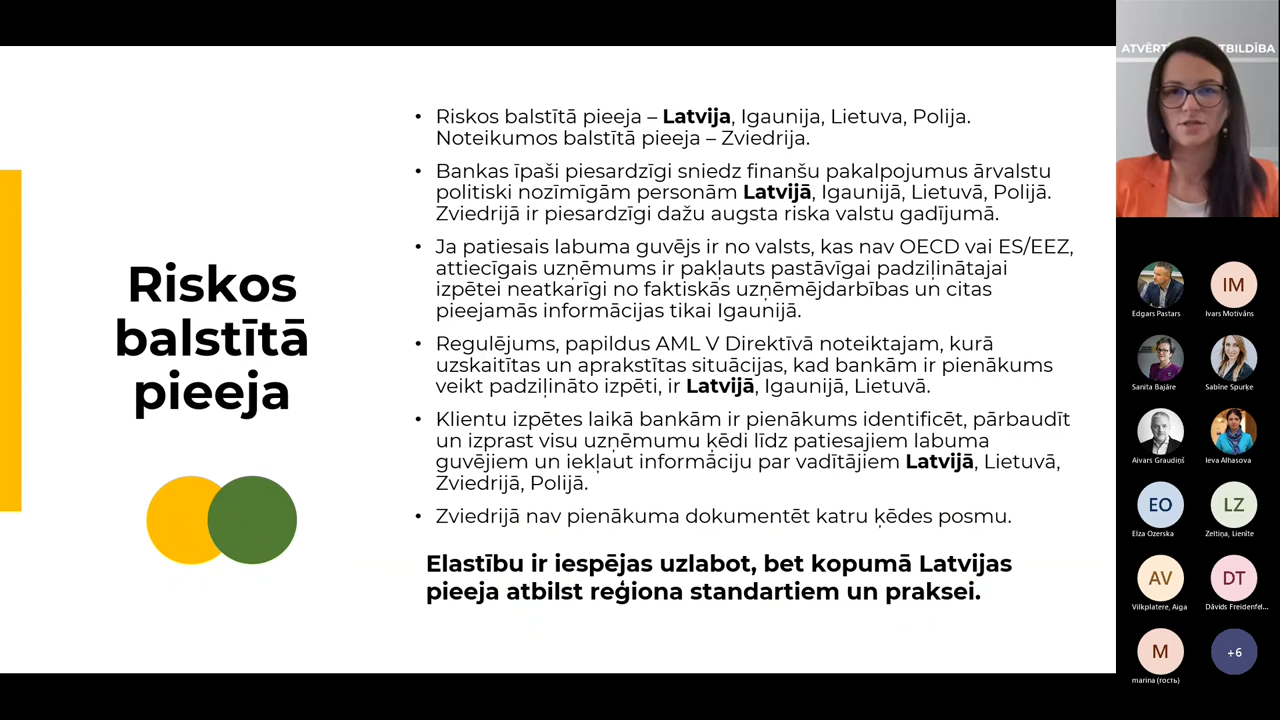 Riskos
balstītā
pieeja
• Riskos balstītā pieeja – Latvija, Igaunija, Lietuva, Polija.
Noteikumos balstītā pieeja – Zviedrija.
• Bankas īpaši piesardzīgi sniedz finanšu pakalpojumus ārvalstu
politiski nozīmīgām personām Latvijā, Igaunijā, Lietuvā, Polijā.
Zviedrijā ir piesardzīgi dažu augsta riska valstu gadījumā.
• Ja patiesais labuma guvējs ir no valsts, kas nav OECD vai ES/EEZ,
attiecīgais uzņēmums ir pakļauts pastāvīgai padziļinātajai
izpētei neatkarīgi no faktiskās uzņēmējdarbības un citas
pieejamās informācijas tikai Igaunijā.
• Regulējums, papildus AML V Direktīvā noteiktajam, kurā
uzskaitītas un aprakstītas situācijas, kad bankām ir pienākums
veikt padziļināto izpēti, ir Latvijā, Igaunijā, Lietuvā.
• Klientu izpētes laikā bankām ir pienākums identificēt, pārbaudīt
un izprast visu uzņēmumu ķēdi līdz patiesajiem labuma
guvējiem un iekļaut informāciju par vadītājiem Latvijā, Lietuvā,
Zviedrijā, Polijā.
• Zviedrijā nav pienākuma dokumentēt katru ķēdes posmu.
Elastību ir iespējas uzlabot, bet kopumā Latvijas
pieeja atbilst reģiona standartiem un praksei.
IM
Edgars Pastars
Ivars Motivāns
Sanita Bajāre
Sabīne Spurķe
Aivars Graudiņš
Ieva Alhasova
EO
LZ
Elza Ozerska
Zeltiņa, Lienīte
AV
DT
Vilkplatere, Aiga
Dāvids Freidenfel...
M
+6
marina (гость)